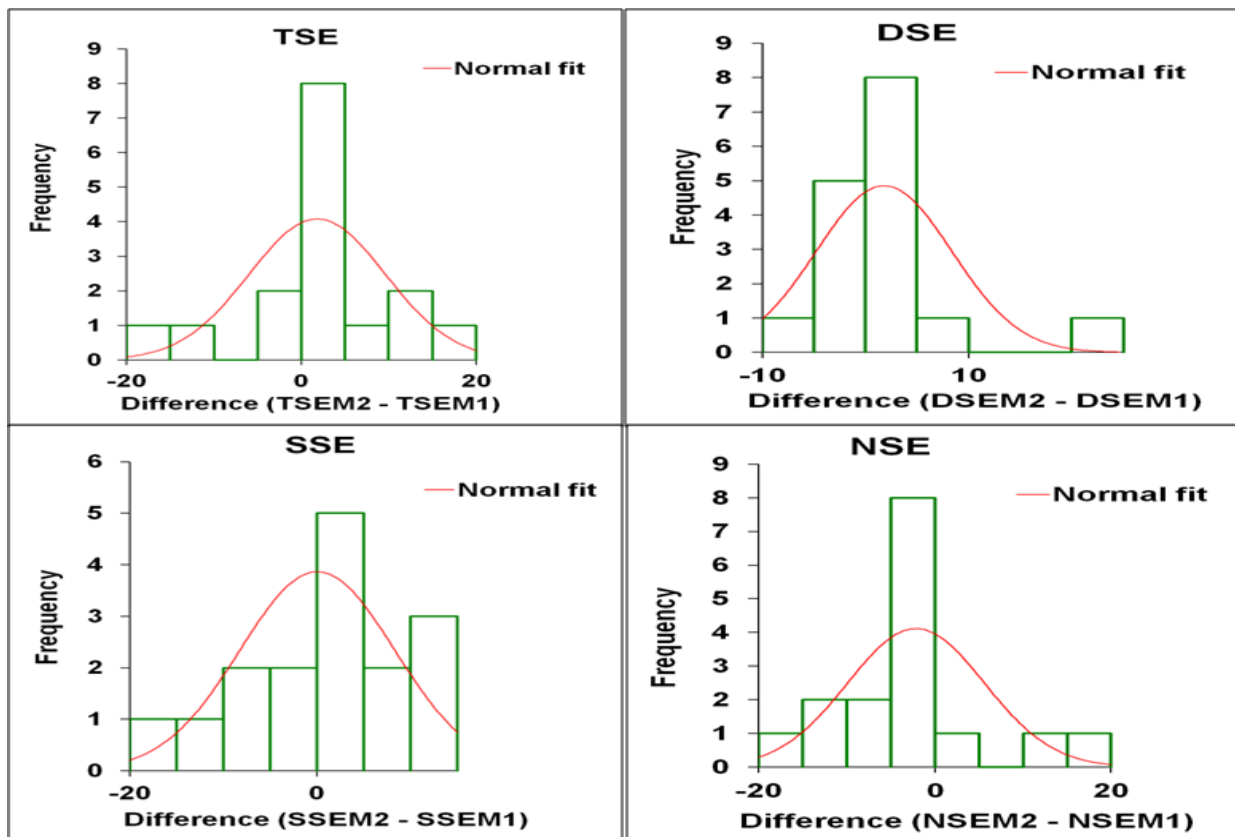 TSE
Normal fit
Frequency
9
8
7
6
5
4
3
2
1
0
-20 0 20
Difference (TSEM2 - TSEM1)
DSE
Normal fit
Frequency
9
8
7
6
5
4
3
2
1
0
-10 10
Difference (DSEM2 - DSEM1)
SSE
Normal fit
Frequency
6
5
4
3
2
1
0
-20 0
Difference (SSEM2 - SSEM1)
NSE
Normal fit
Frequency
9
8
7
6
5
4
3
2
1
0
-20 0 20
Difference (NSEM2 - NSEM1)